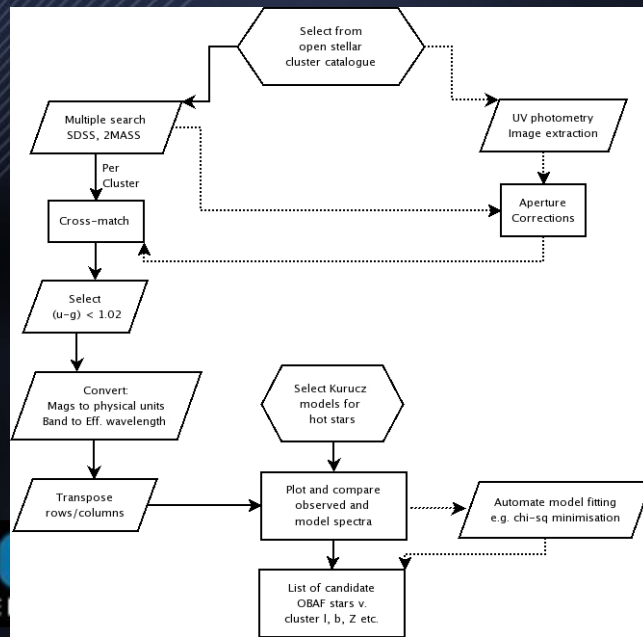 Select from
open stellar
cluster catalogue
Multiple search
SDSS, 2MASS
UV photometry
Image extraction
Per
Cluster
Cross-match
Aperture
Corrections
Select
(u-g) < 1.02
Convert:
Mags to physical units
Band to Eff. wavelength
Select Kurucz
models for
hot stars
Transpose
rows/columns
Plot and compare
observed and
model spectra
Automate model fitting
e.g. chi-sq minimisation
List of candidate
OBAF stars v.
cluster l, b, Z etc.